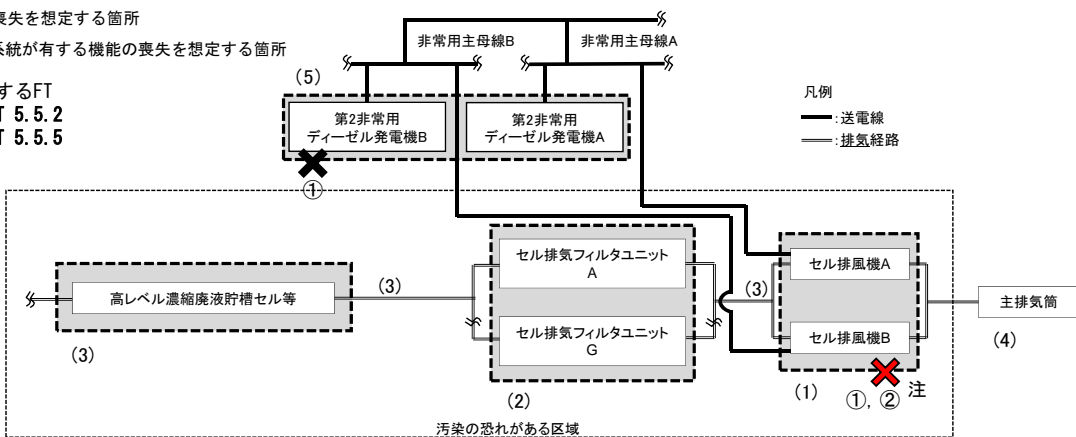 喪失を想定する箇所
系統が有する機能の喪失を想定する箇所
するFT
T 5.5.2
T 5.5.5
非常用主母線B
非常用主母線A
(5)
第2非常用
ディーゼル発電機B
第2非常用
ディーゼル発電機A
①
凡例
:送電線
:排気経路
高レベル濃縮廃液貯槽セル等
(3)
(3)
セル排気フィルタユニット
A
セル排気フィルタユニット
G
(2)
(3)
セル排風機A
セル排風機B
(1)
①, ② 注
主排気筒
(4)
汚染の恐れがある区域